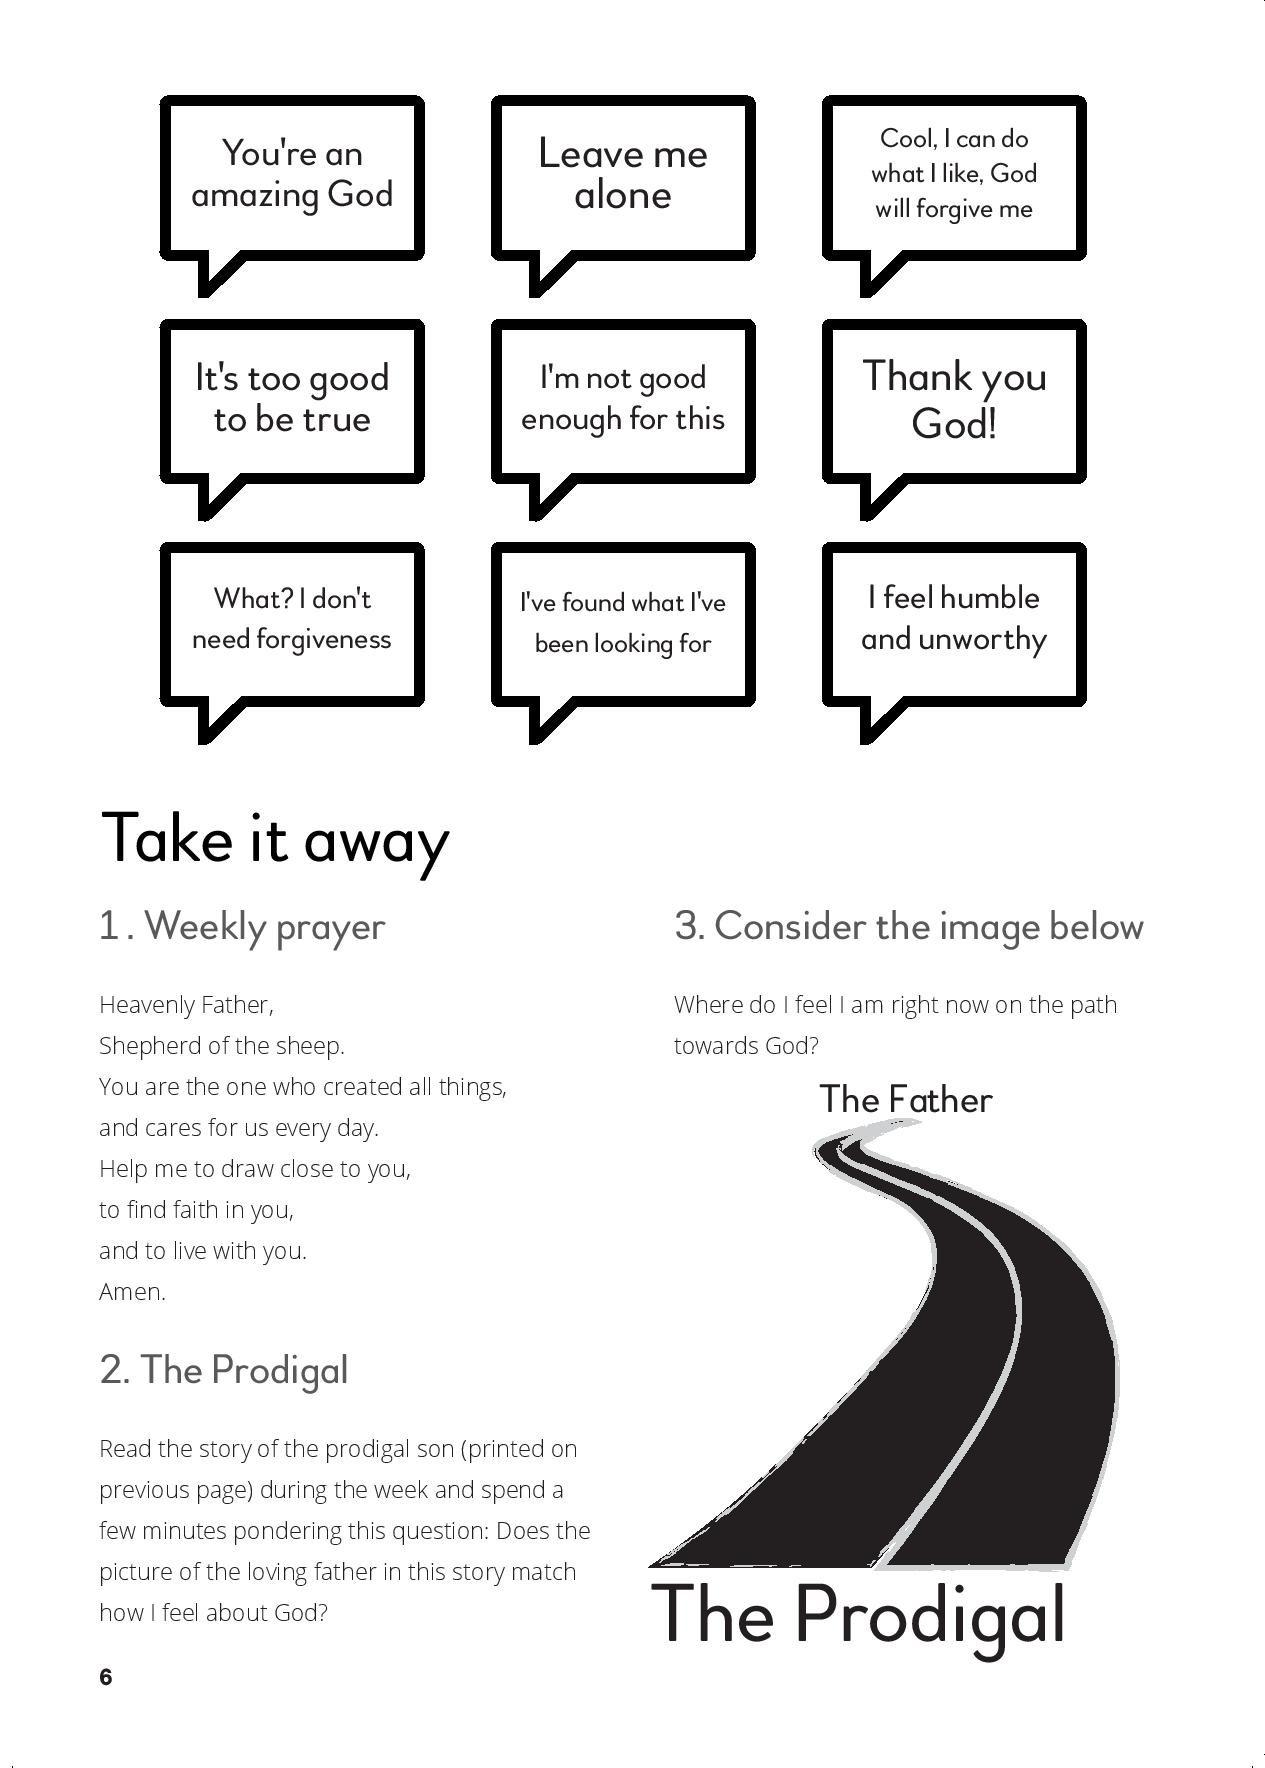 You're an
amazing God
Leave me
alone
Cool, I can do
what I like, God
will forgive me
It's too good
to be true
I'm not good
enough for this
Thank you
God!
What? I don't
need forgiveness
I've found what I've
been looking for
I feel humble
and unworthy
Take it away
1. Weekly prayer
Heavenly Father,
Shepherd of the sheep.
You are the one who created all things,
and cares for us every day.
Help me to draw close to you,
to find faith in you,
and to live with you.
Amen.
2. The Prodigal
Read the story of the prodigal son (printed on
previous page) during the week and spend a
few minutes pondering this question: Does the
picture of the loving father in this story match
how I feel about God?
3. Consider the image below
Where do I feel I am right now on the path
towards God?
The Father
The Prodigal
6